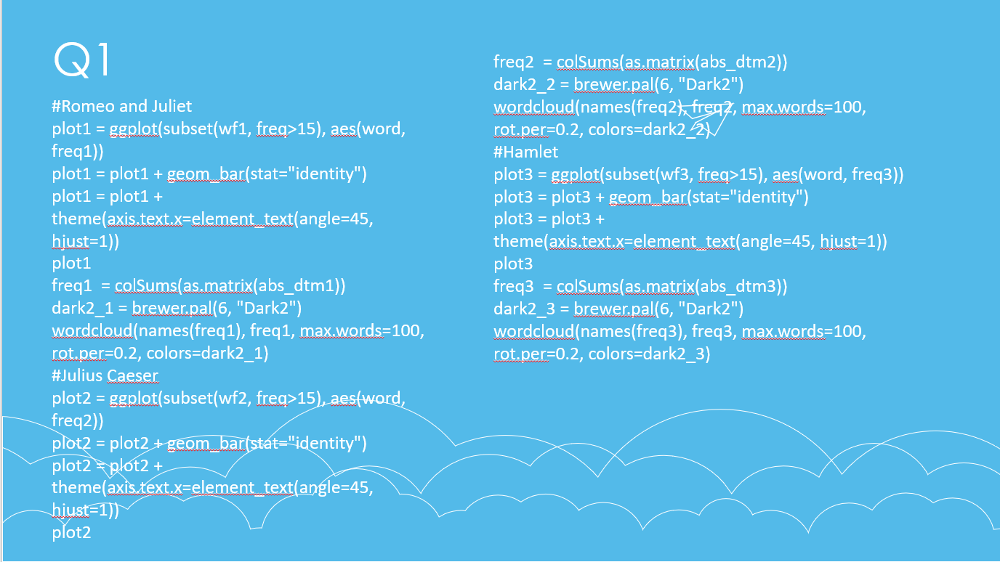 Q1
#Romeo and Juliet
plot1 = ggplot(subset(wf1, freq>15), aes(word,
freq1))
plot1 = plot1 + geom_bar(stat="identity")
plot1 = plot1 +
theme(axis.text.x=element_text(angle=45,
hjust=1))
plot1
freq1  = colSums(as.matrix(abs_dtm1))
dark2_1 = brewer.pal(6, "Dark2")
wordcloud(names(freq1), freq1, max.words=100,
rot.per=0.2, colors=dark2_1)
#Julius Caeser
plot2 = ggplot(subset(wf2, freq>15), aes(word,
freq2))
plot2 = plot2 + geom_bar(stat="identity")
plot2 = plot2 +
theme(axis.text.x=element_text(angle=45,
hjust=1))
plot2
freq2  = colSums(as.matrix(abs_dtm2))
dark2_2 = brewer.pal(6, "Dark2")
wordcloud(names(freq2), freq2, max.words=100,
rot.per=0.2, colors=dark2_2)
#Hamlet
plot3 = ggplot(subset(wf3, freq>15), aes(word, freq3))
plot3 = plot3 + geom_bar(stat="identity")
plot3 = plot3 +
theme(axis.text.x=element_text(angle=45, hjust=1))
plot3
freq3  = colSums(as.matrix(abs_dtm3))
dark2_3 = brewer.pal(6, "Dark2")
wordcloud(names(freq3), freq3, max.words=100,
rot.per=0.2, colors=dark2_3)